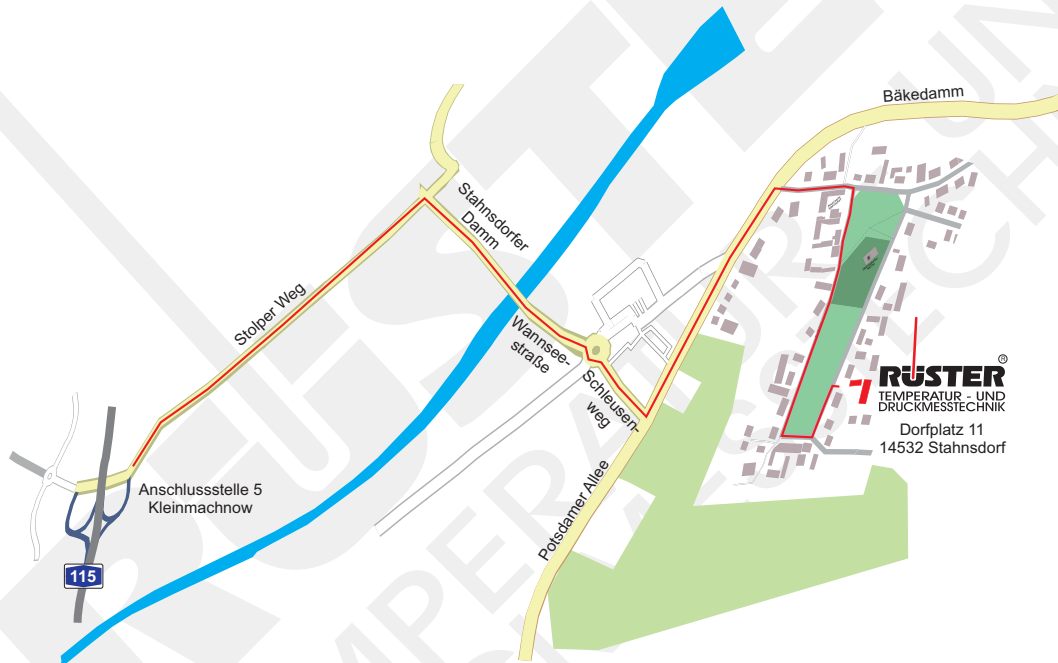 Bäkedamm
Stahnsdorfer
Damm
Stolper Weg
Wannsee-
straße
Schleusen-
weg
RÜSTER
®
TEMPERATUR - UND
DRUCKMESSTECHNIK
Dorfplatz 11
14532 Stahnsdorf
Potsdamer Allee
Anschlussstelle 5
Kleinmachnow
115